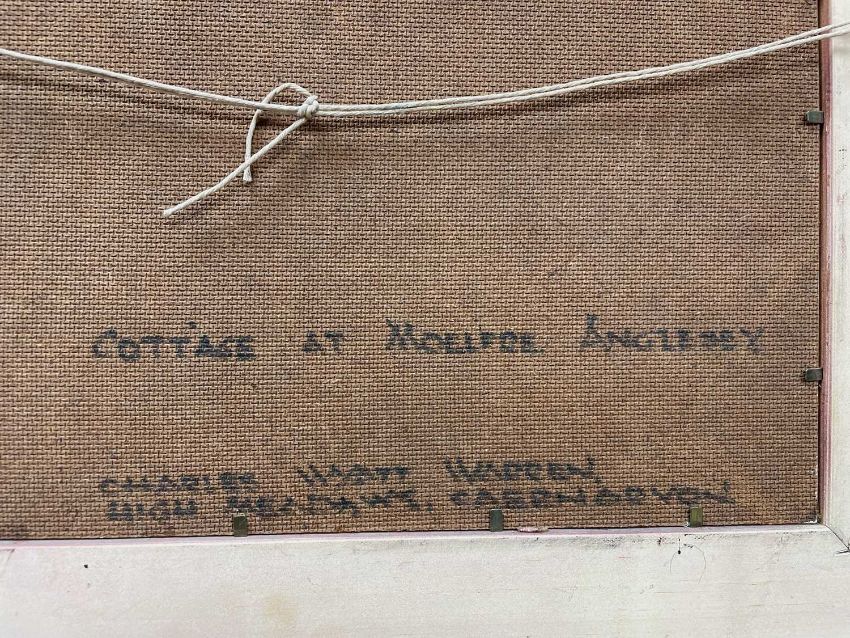 COTTAGE AT MOELFRE. ANGLESEY
CHARLES WYATT WARREN,
HIGH MEADOWS, CAERNARVON